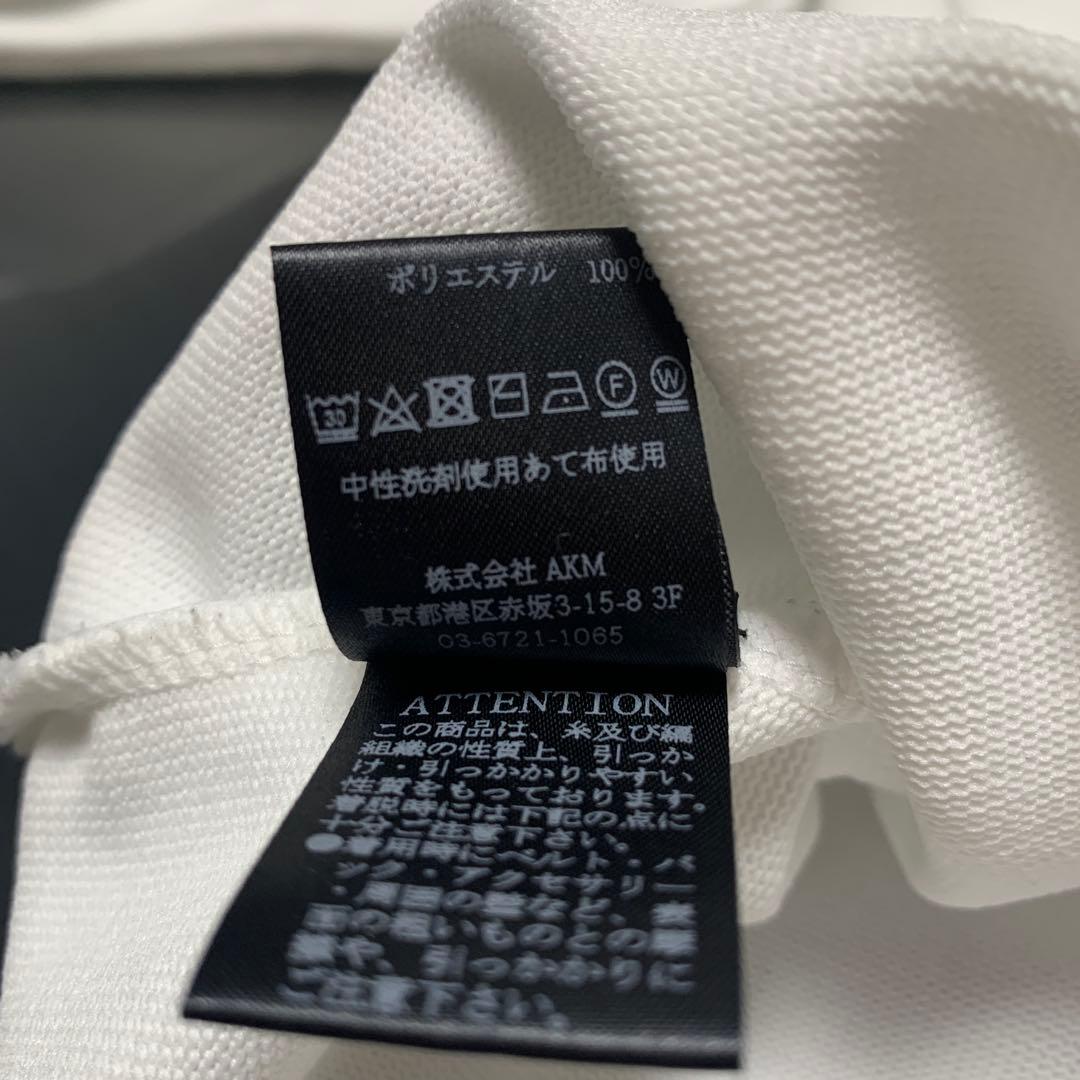 ポリエステル 100%
30
F
W
中性洗剤使用あて布使用
株式会社 AKM
東京都港区赤坂3-15-8 3F
03-6721-1065
ATTENTION
この商品は、糸及び編
組織の性質上、引っか
け・引っかかりやすい
性質をもっております。
着脱時には下記の点に
十分ご注意下さい。
●着用時にベルト・バ
ック・アクセサリー
・周囲の壁など、表
面の粗いものとの摩
擦や、引っかかりに
ご注意下さい。